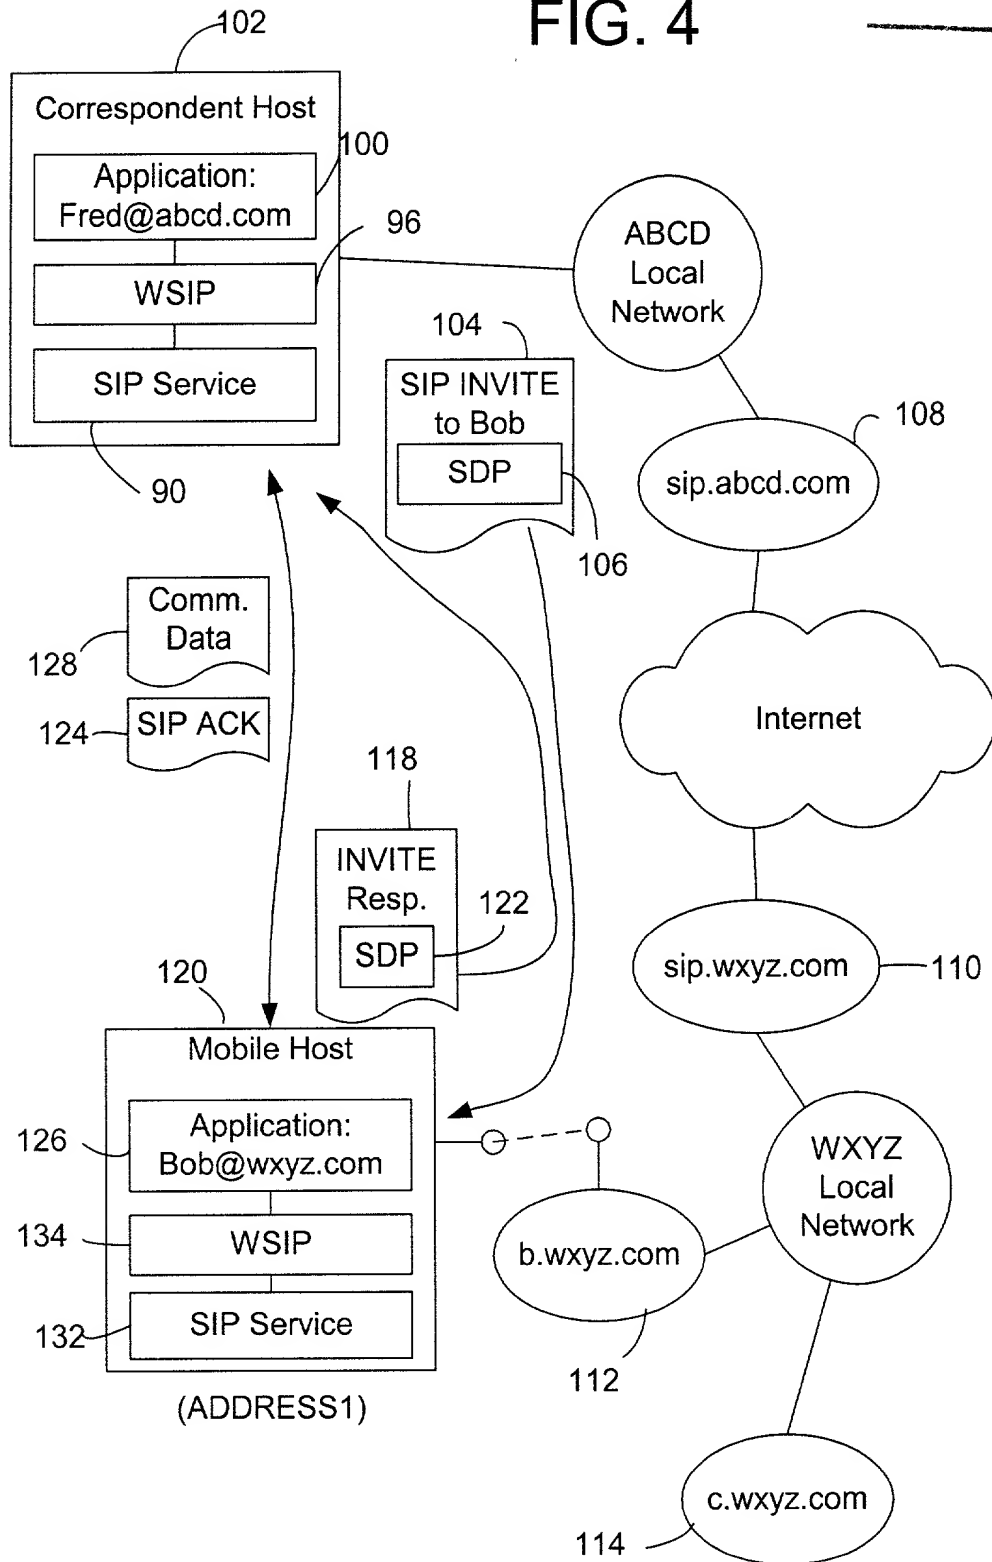 FIG. 4
102
Correspondent Host
100
Application:
Fred@abcd.com
96
WSIP
SIP Service
90
ABCD
Local
Network
104
SIP INVITE
to Bob
SDP
106
108
sip.abcd.com
Comm.
Data
128
SIP ACK
124
Internet
118
INVITE
Resp.
SDP
122
sip.wxyz.com
110
120
Mobile Host
126
Application:
Bob@wxyz.com
134
WSIP
132
SIP Service
(ADDRESS1)
WXYZ
Local
Network
b.wxyz.com
112
c.wxyz.com
114